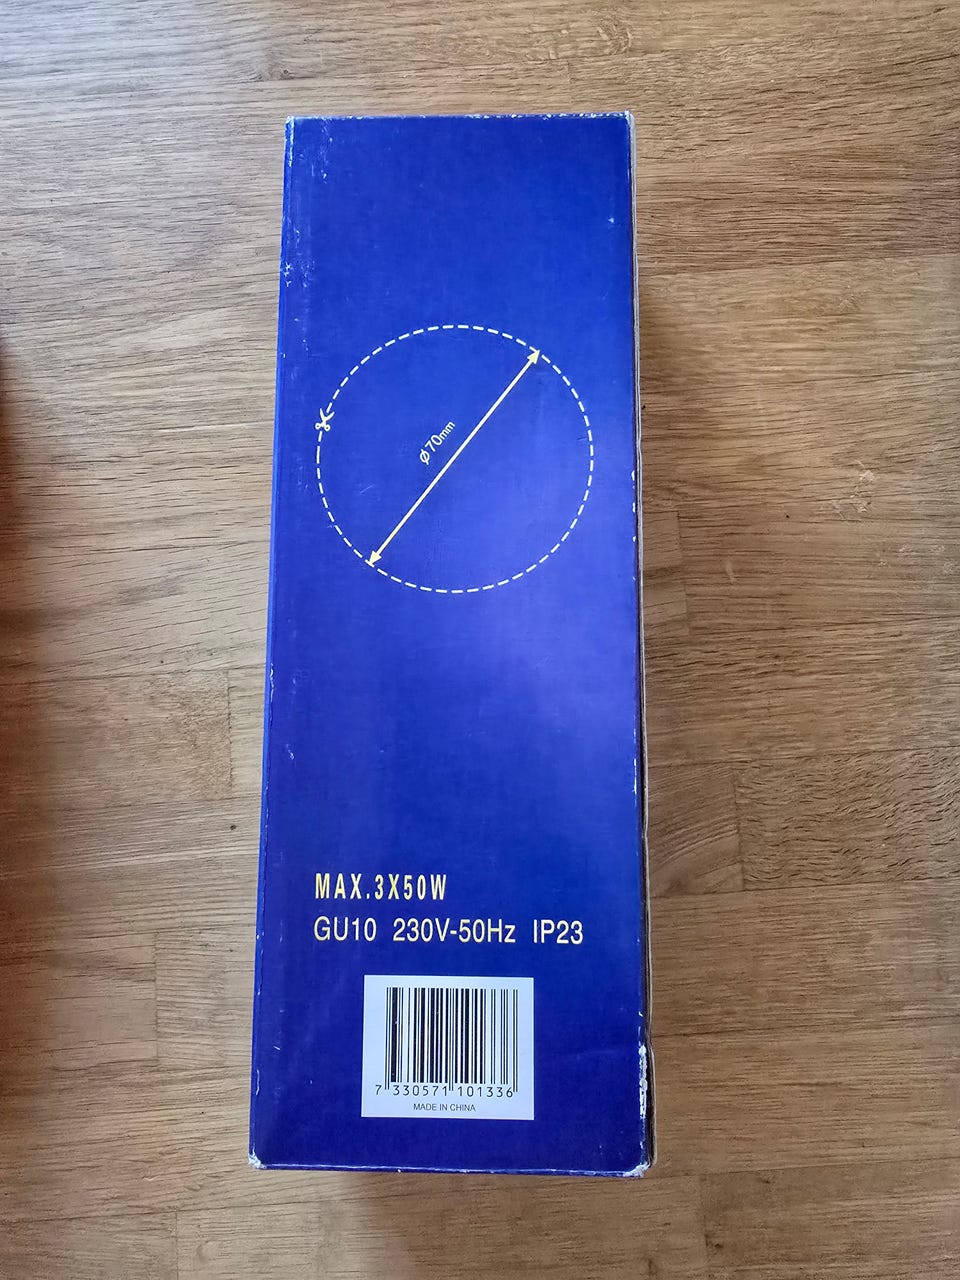 ø70mm
MAX.3X50W
GU10 230V-50Hz IP23
7 330571 101336
MADE IN CHINA